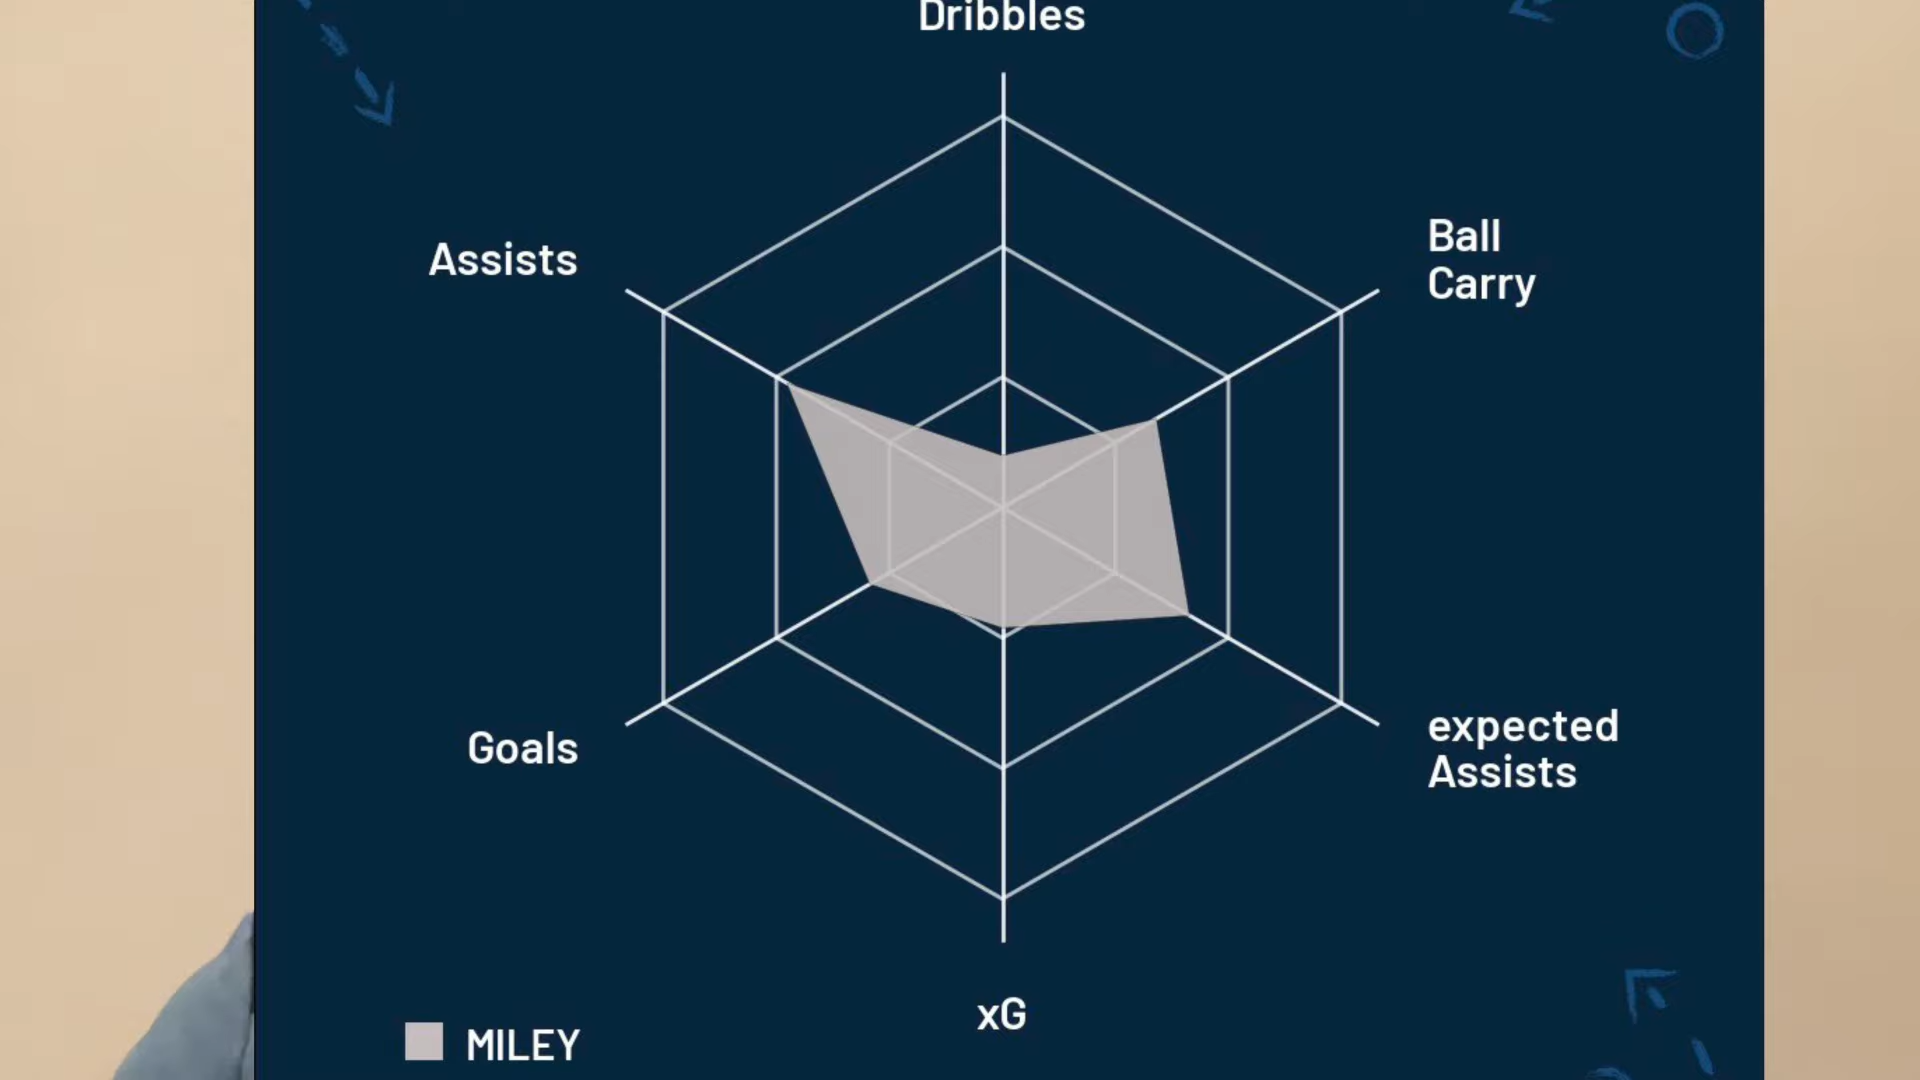 Dribbles
Assists
Ball
Carry
Goals
expected
Assists
xG
MILEY